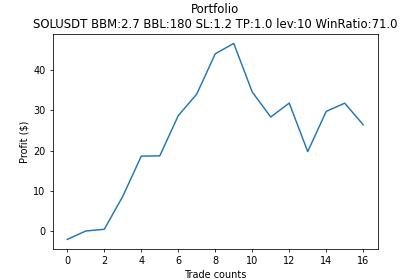 Portfolio
SOLUSDT BBM:2.7 BBL:180 SL:1.2 TP:1.0 lev:10 WinRatio:71.0
40
30
20
10
0
Profit ($)
0 2 4 6 8 10 12 14 16
Trade counts